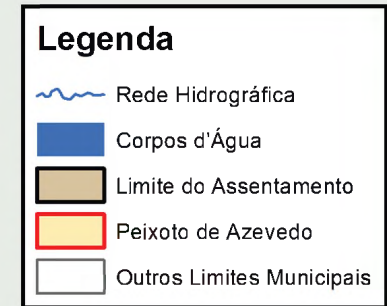 Legenda
Rede Hidrográfica
Corpos d'Água
Limite do Assentamento
Peixoto de Azevedo
Outros Limites Municipais